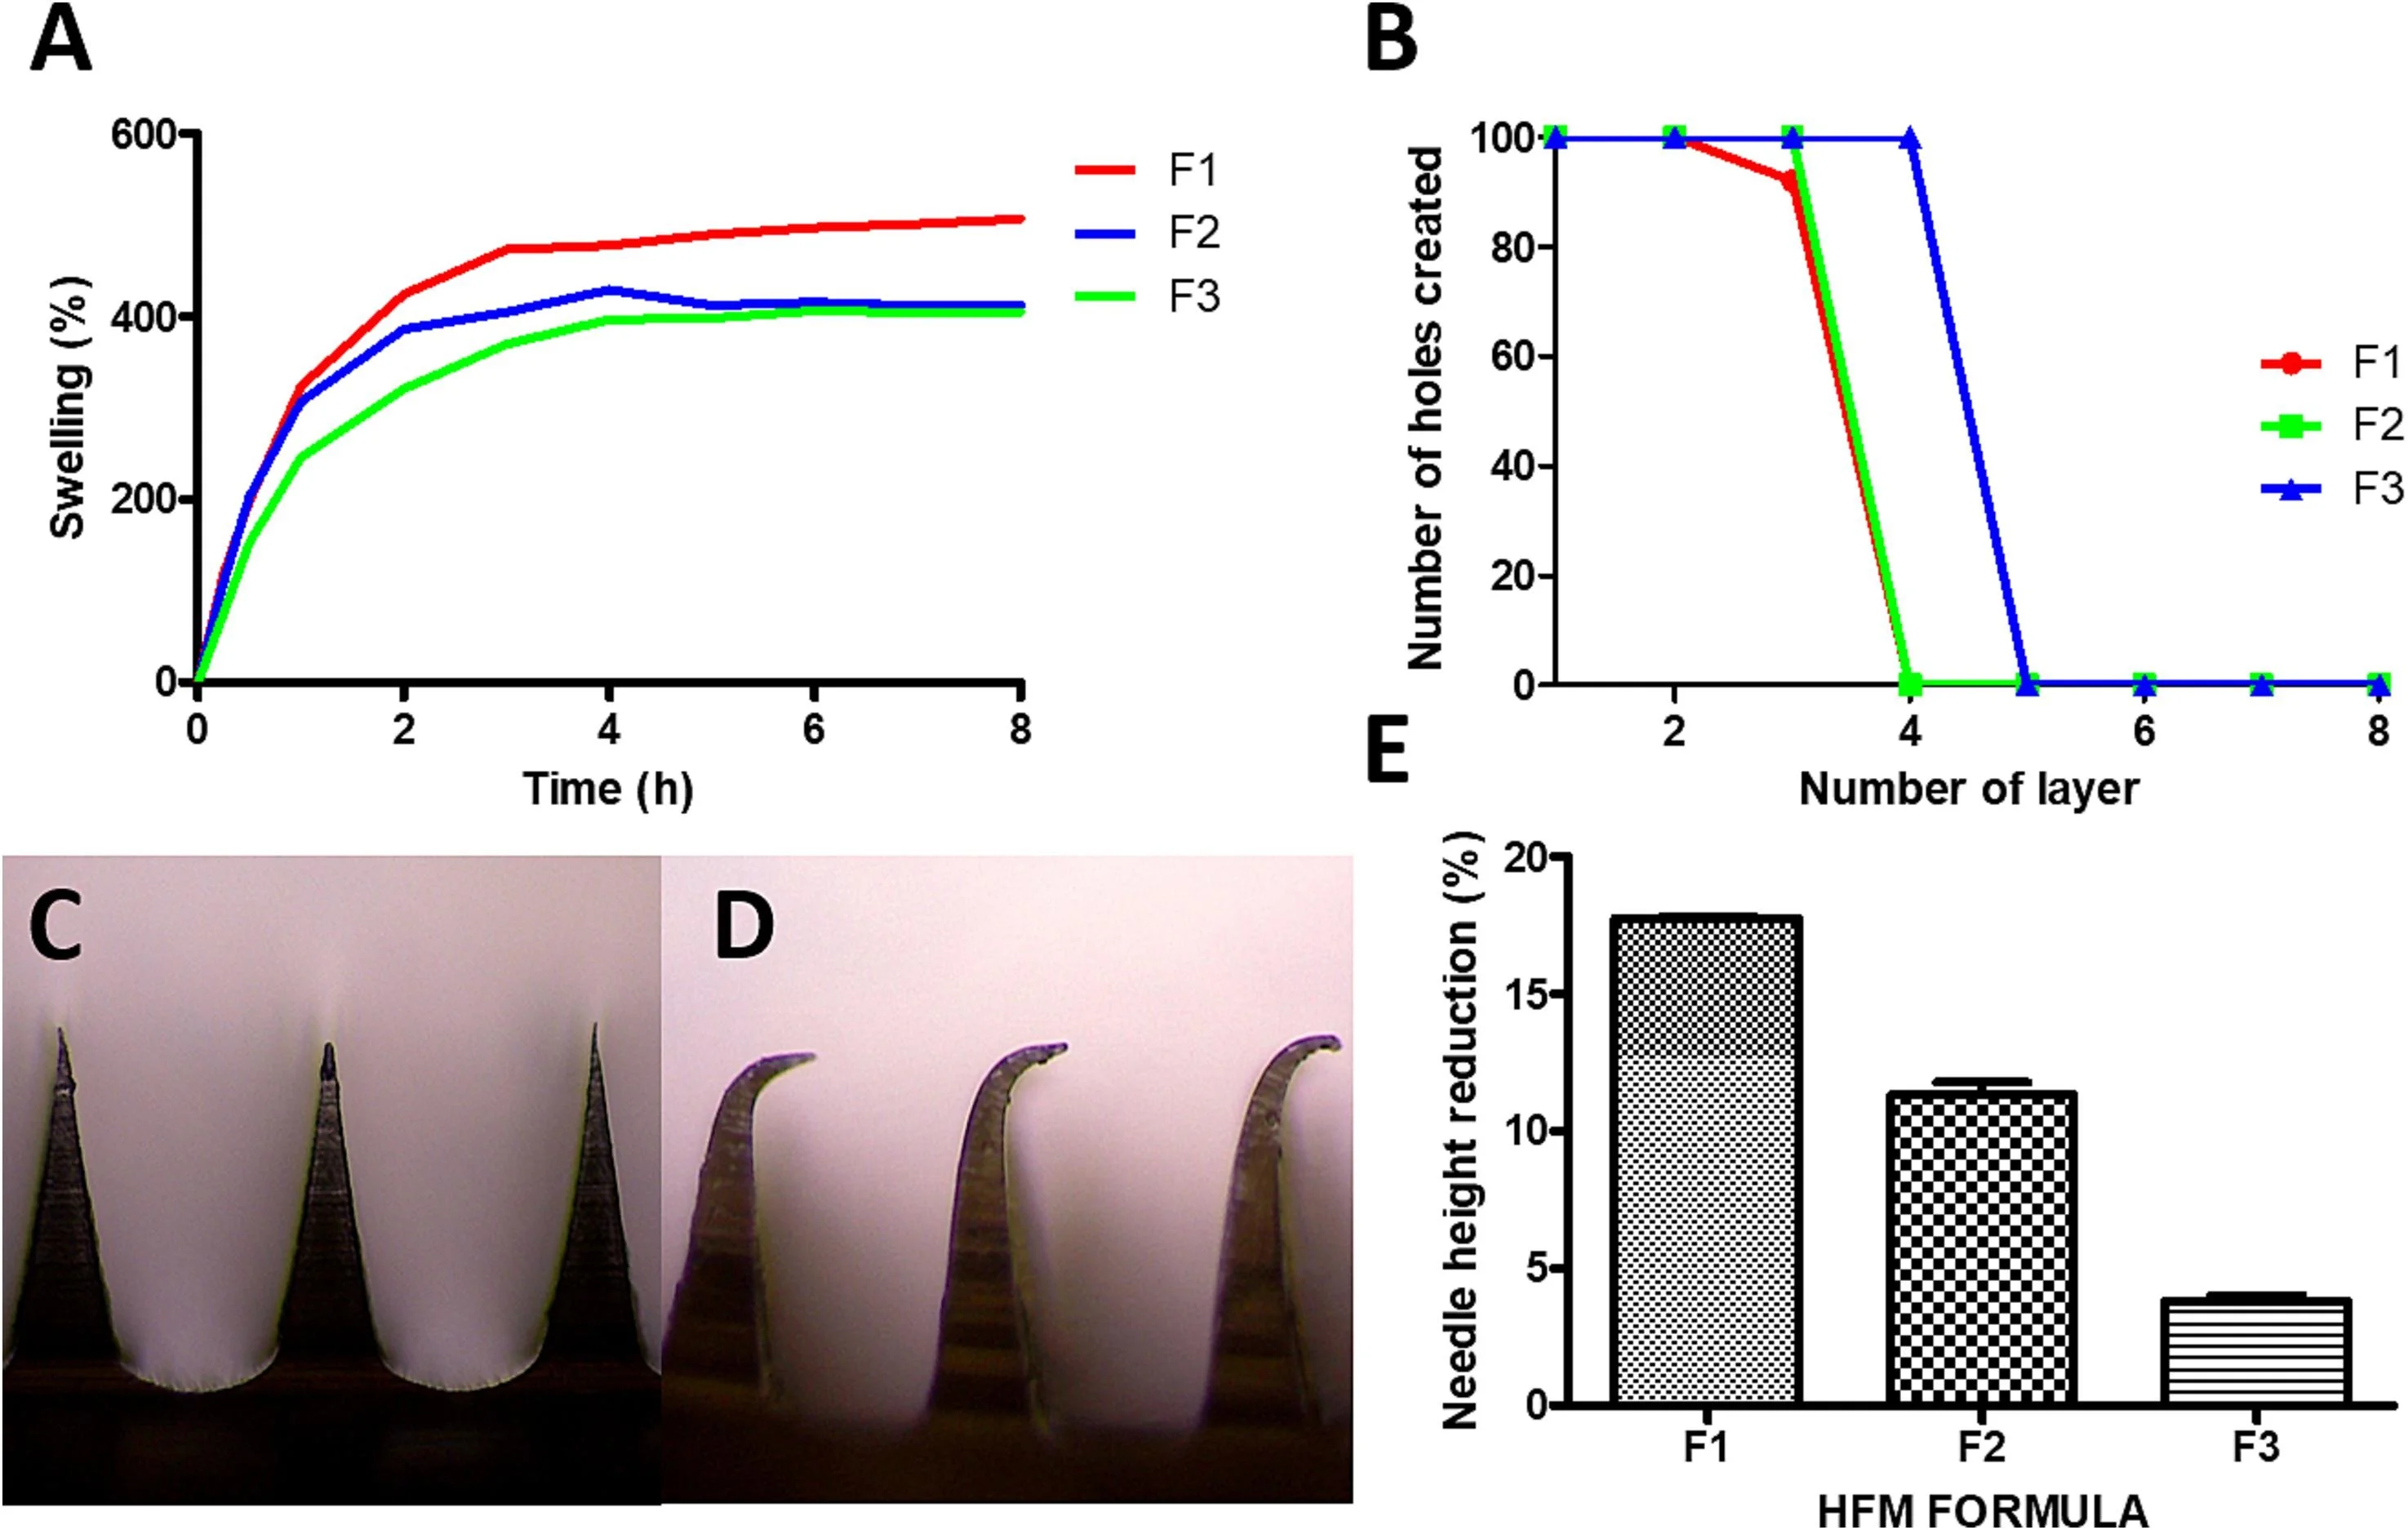 A
Swelling (%)
600
400
200
0
0 2 4 6 8
Time (h)
F1
F2
F3
B
Number of holes created
100
80
60
40
20
0
2 4 6 8
Number of layer
F1
F2
F3
C
D
E
Needle height reduction (%)
20
15
10
5
0
F1 F2 F3
HFM FORMULA